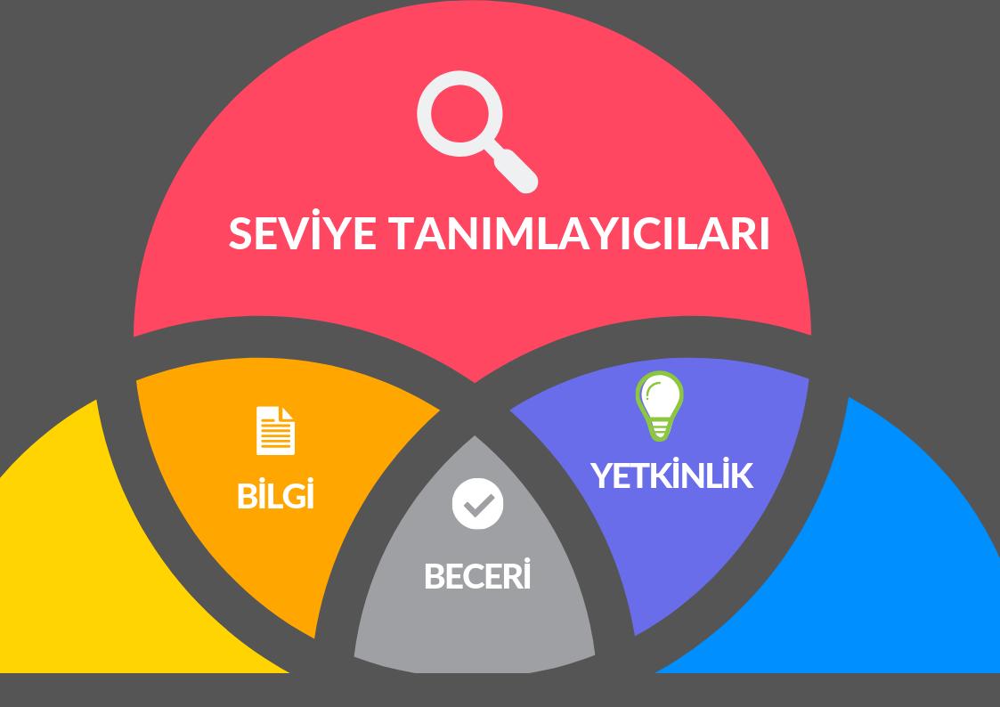 SEVİYE TANIMLAYICILARI
BİLGİ
YETKİNLİK
BECERİ